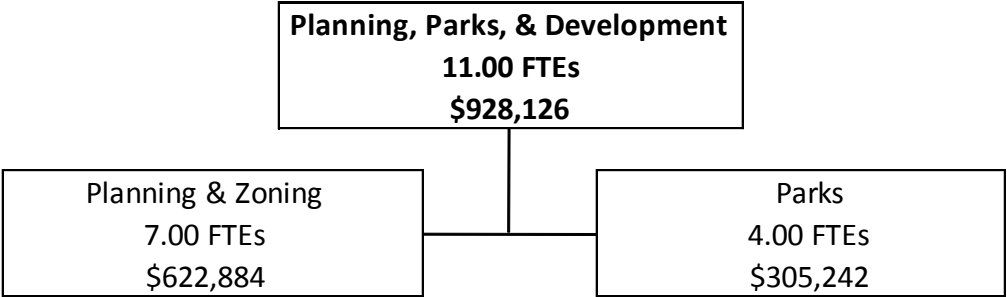 Planning, Parks, & Development
11.00 FTEs
$928,126
Planning & Zoning
7.00 FTEs
$622,884
Parks
4.00 FTEs
$305,242